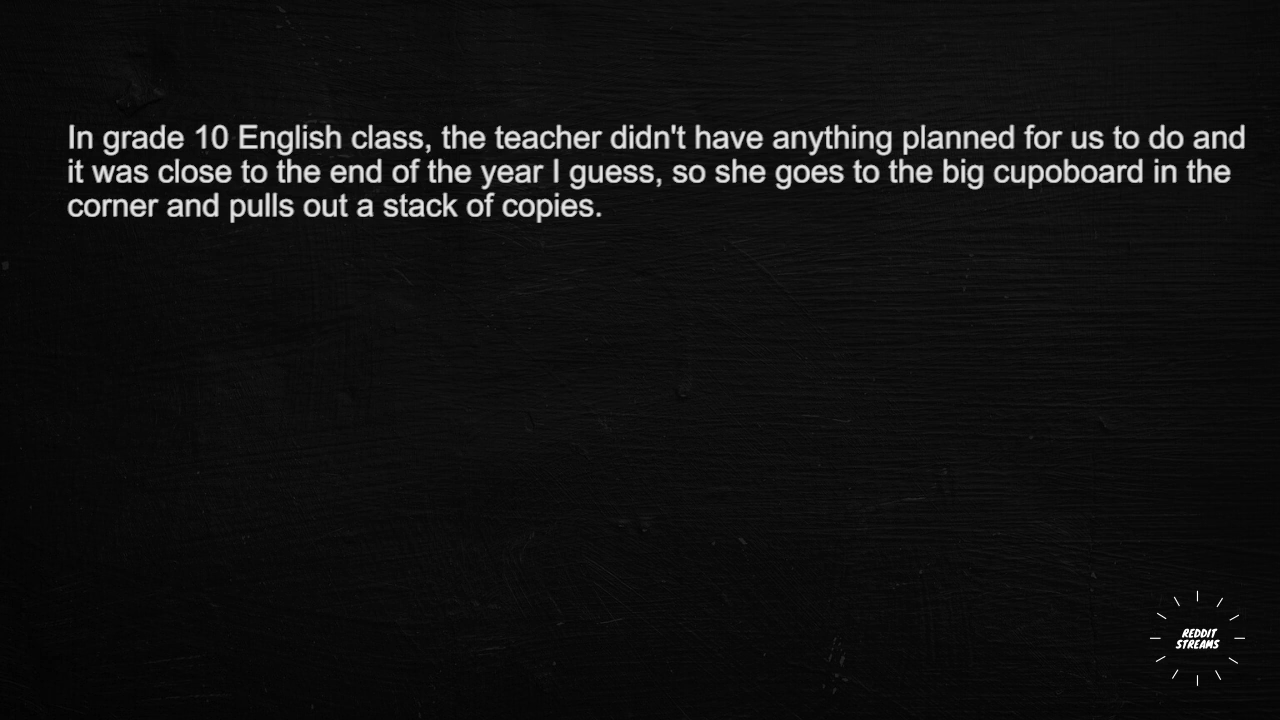 In grade 10 English class, the teacher didn't have anything planned for us to do and
it was close to the end of the year I guess, so she goes to the big cupoboard in the
corner and pulls out a stack of copies.
REDDIT
STREAMS